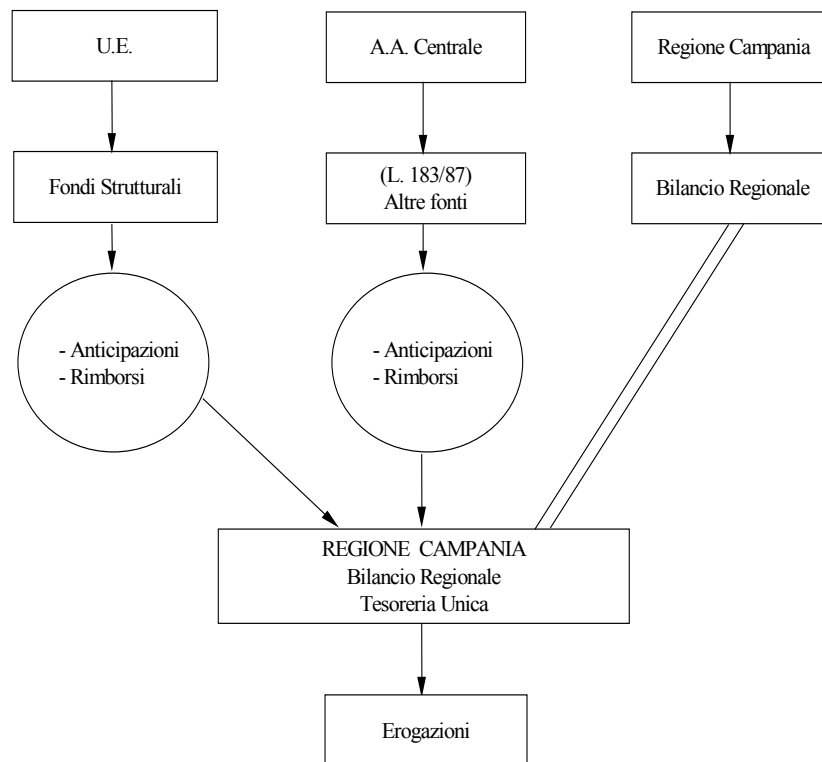 U.E.
A.A. Centrale
Regione Campania
Fondi Strutturali
(L. 183/87)
Altre fonti
Bilancio Regionale
- Anticipazioni
- Rimborsi
- Anticipazioni
- Rimborsi
REGIONE CAMPANIA
Bilancio Regionale
Tesoreria Unica
Erogazioni